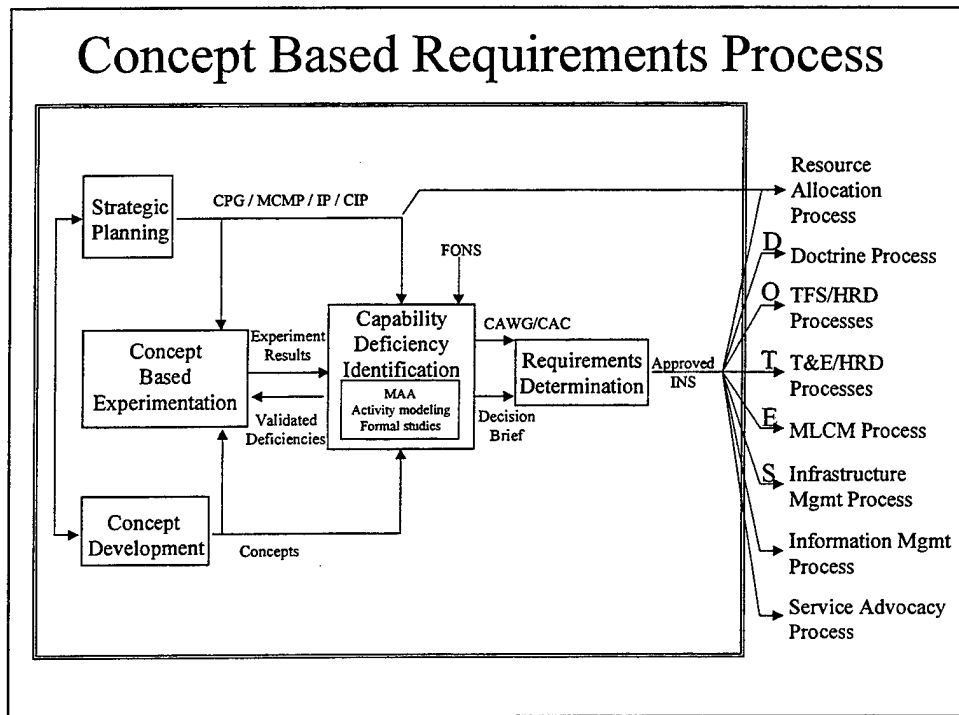 Concept Based Requirements Process
Strategic
Planning
CPG / MCMP / IP / CIP
FONS
Concept
Based
Experimentation
Experiment
Results
Validated
Deficiencies
Capability
Deficiency
Identification
MAA
Activity modeling
Formal studies
CAWG/CAC
Decision
Brief
Requirements
Determination
Approved
INS
Concept
Development
Concepts
Resource
Allocation
Process
D Doctrine Process
O TFS/HRD
Processes
T T&E/HRD
Processes
E MLCM Process
S Infrastructure
Mgmt Process
Information Mgmt
Process
Service Advocacy
Process